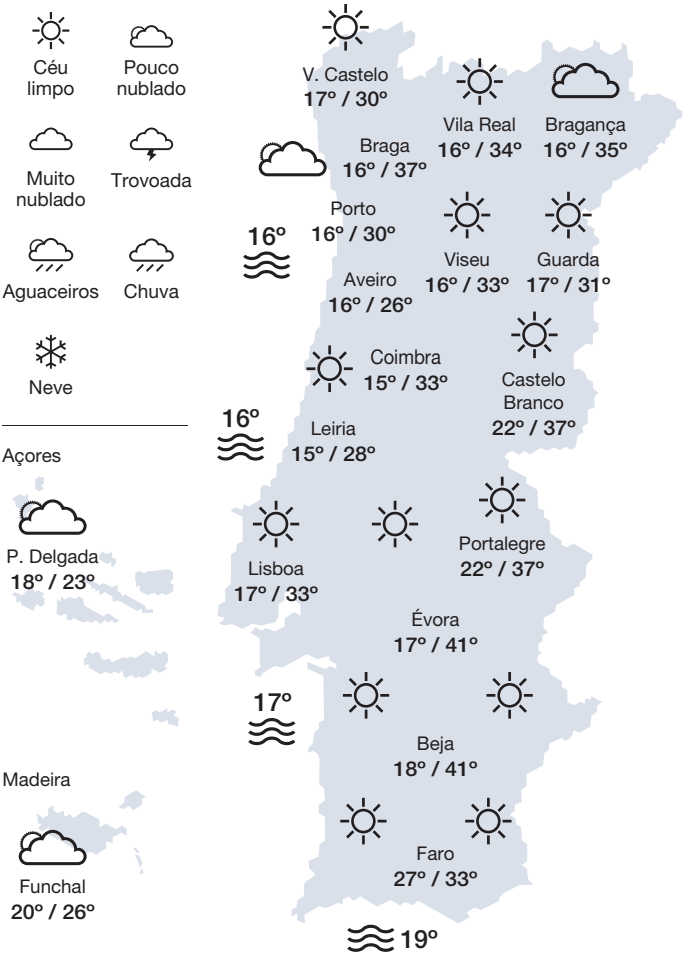 Céu
limpo
Pouco
nublado
Muito
nublado
Trovoada
Aguaceiros
Chuva
Neve
Açores
P. Delgada
18º / 23º
Madeira
Funchal
20º / 26º
V. Castelo
17º / 30º
Vila Real
16º / 34º
Bragança
16º / 35º
Braga
16º / 37º
Porto
16º / 30º
16º
Viseu
16º / 33º
Guarda
17º / 31º
Aveiro
16º / 26º
Coimbra
15º / 33º
Castelo
Branco
22º / 37º
16º
Leiria
15º / 28º
Lisboa
17º / 33º
Portalegre
22º / 37º
Évora
17º / 41º
17º
Beja
18º / 41º
Faro
27º / 33º
19º